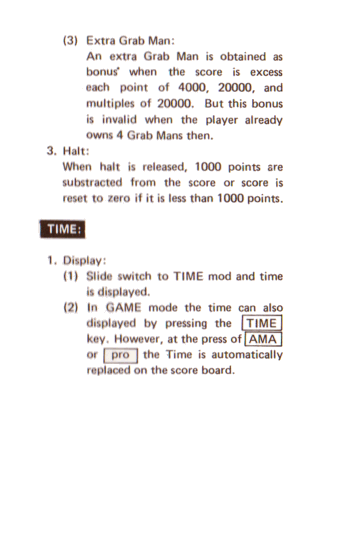 (3) Extra Grab Man:
An extra Grab Man is obtained as
bonus' when the score is excess
each point of 4000, 20000, and
multiples of 20000. But this bonus
is invalid when the player already
owns 4 Grab Mans then.
3. Halt:
When halt is released, 1000 points are
substracted from the score or score is
reset to zero if it is less than 1000 points.
TIME:
1. Display:
(1) Slide switch to TIME mod and time
is displayed.
(2) In GAME mode the time can also
displayed by pressing the TIME
key. However, at the press of AMA
or pro the Time is automatically
replaced on the score board.